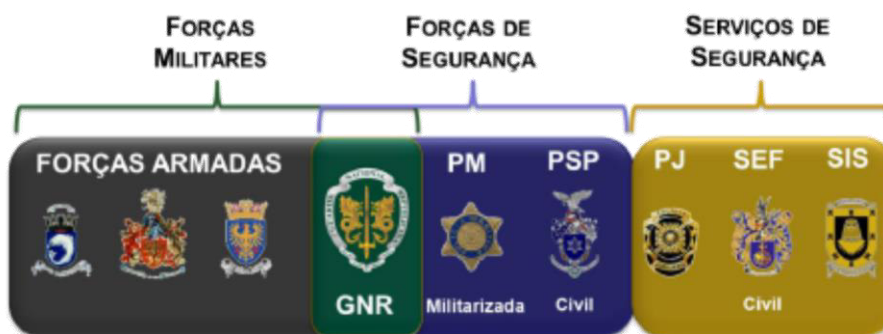 FORÇAS
MILITARES
FORÇAS DE
SEGURANÇA
SERVIÇOS DE
SEGURANÇA
FORÇAS ARMADAS
PM
PSP
PJ
SEF
SIS
GNR
Militarizada
Civil
Civil